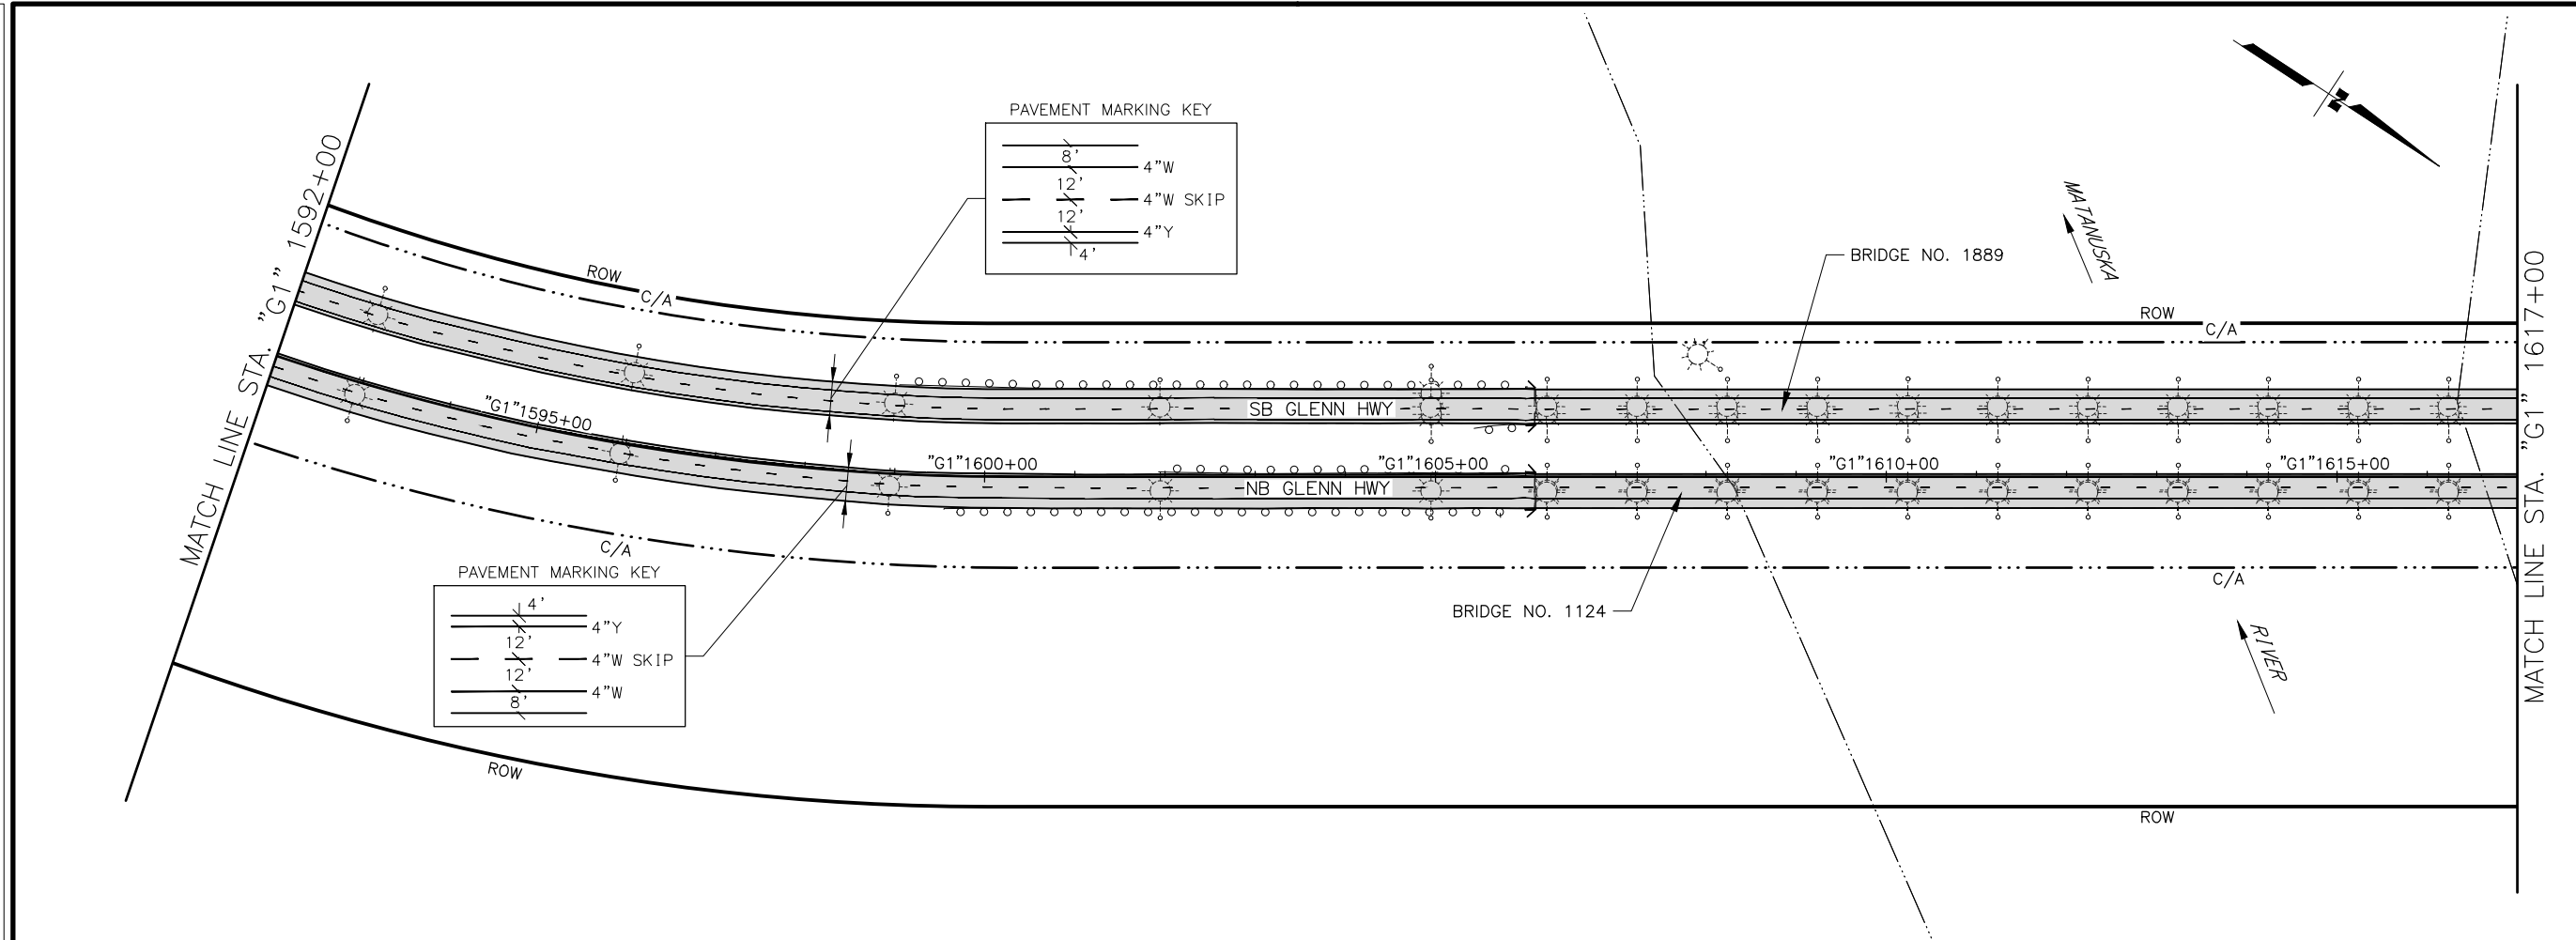 PAVEMENT MARKING KEY
8'
4"W
12'
4"W SKIP
12'
4"Y
4'
MATCH LINE STA. "G1" 1592+00
ROW
C/A
BRIDGE NO. 1889
MATANUSKA
ROW
C/A
MATCH LINE STA. "G1" 1617+00
SB GLENN HWY
"G1"1595+00
"G1"1600+00
"G1"1605+00
"G1"1610+00
"G1"1615+00
NB GLENN HWY
C/A
C/A
PAVEMENT MARKING KEY
4'
4"Y
12'
4"W SKIP
12'
4"W
8'
BRIDGE NO. 1124
RIVER
ROW
ROW
N